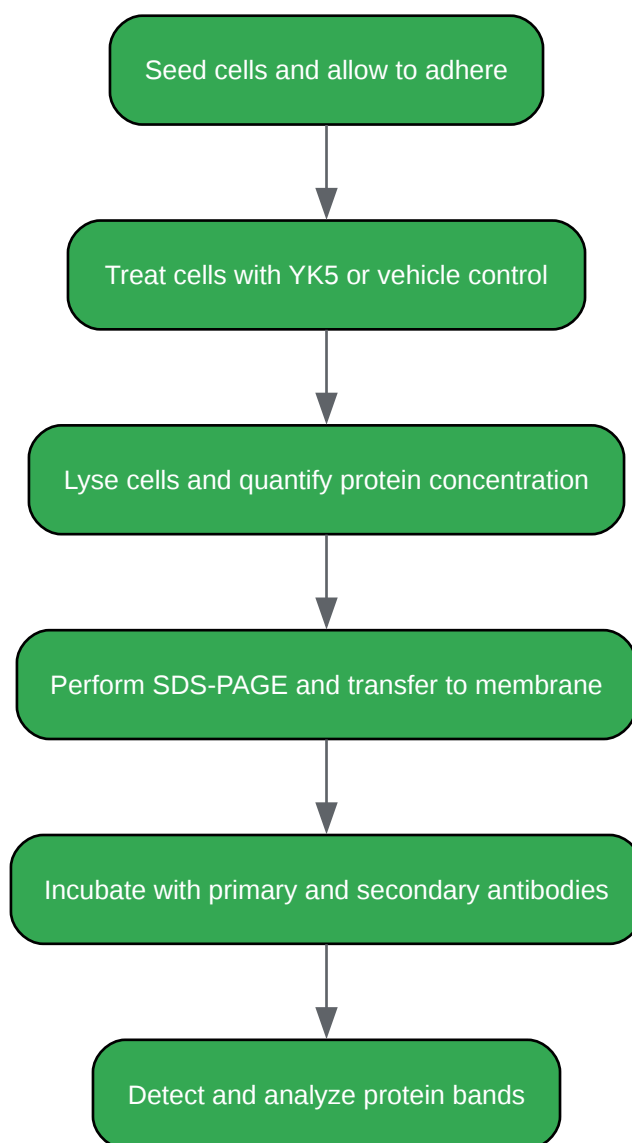 Seed cells and allow to adhere
Treat cells with YK5 or vehicle control
Lyse cells and quantify protein concentration
Perform SDS-PAGE and transfer to membrane
Incubate with primary and secondary antibodies
Detect and analyze protein bands